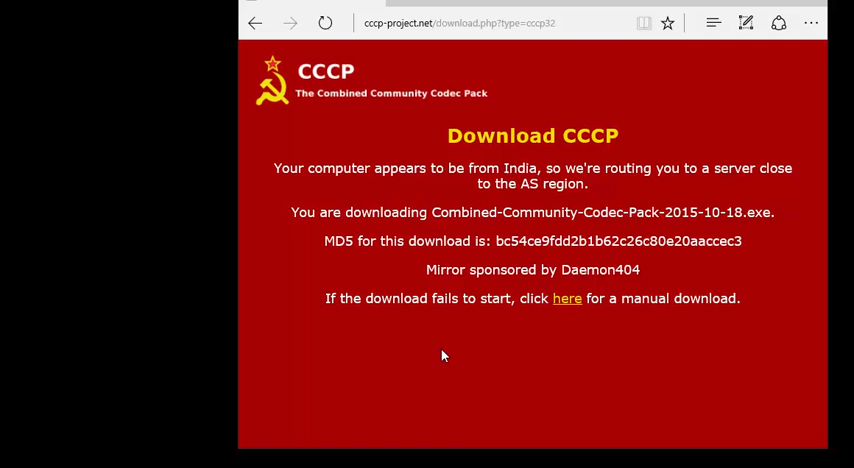 cccp-project.net/download.php?type=cccp32
CCCP
The Combined Community Codec Pack
Download CCCP
Your computer appears to be from India, so we're routing you to a server close
to the AS region.
You are downloading Combined-Community-Codec-Pack-2015-10-18.exe.
MD5 for this download is: bc54ce9fdd2b1b62c26c80e20aaccec3
Mirror sponsored by Daemon404
If the download fails to start, click here for a manual download.